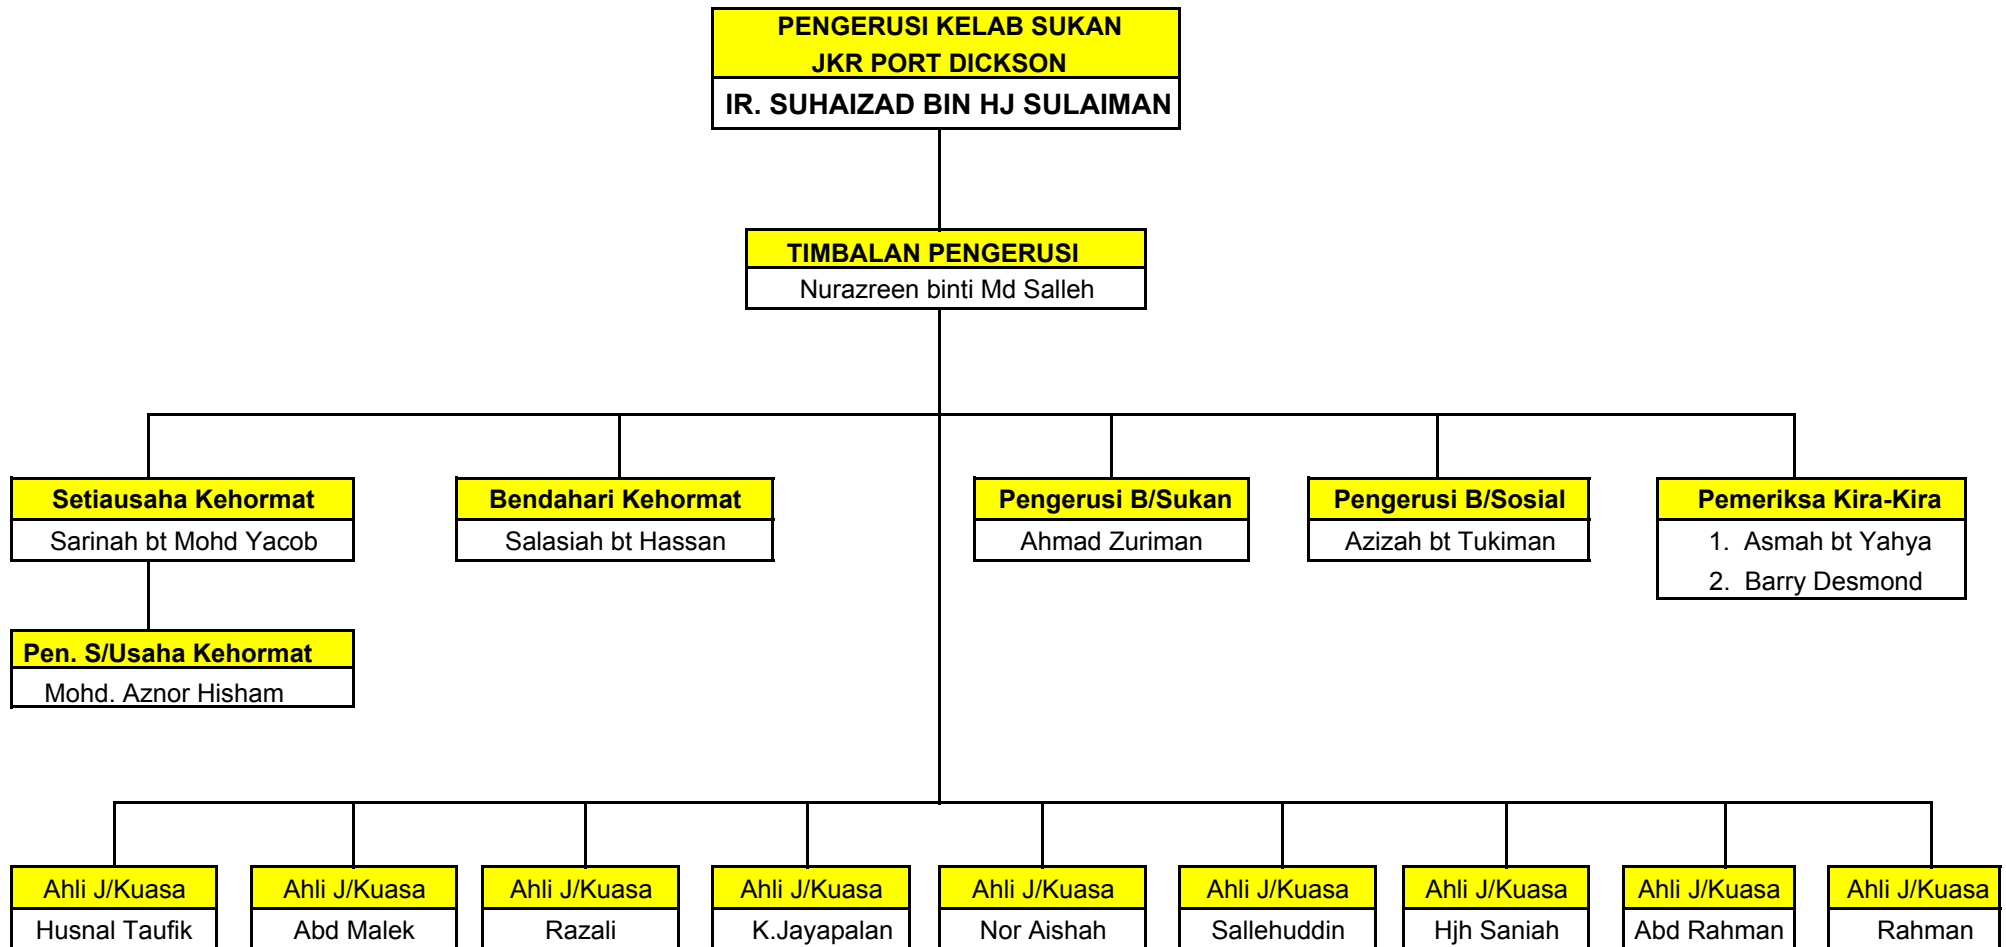 PENGERUSI KELAB SUKAN
JKR PORT DICKSON
IR. SUHAIZAD BIN HJ SULAIMAN
TIMBALAN PENGERUSI
Nurazreen binti Md Salleh
Setiausaha Kehormat
Sarinah bt Mohd Yacob
Bendahari Kehormat
Salasiah bt Hassan
Pengerusi B/Sukan
Ahmad Zuriman
Pengerusi B/Sosial
Azizah bt Tukiman
Pemeriksa Kira-Kira
1. Asmah bt Yahya
2. Barry Desmond
Pen. S/Usaha Kehormat
Mohd. Aznor Hisham
Ahli J/Kuasa
Husnal Taufik
Ahli J/Kuasa
Abd Malek
Ahli J/Kuasa
Razali
Ahli J/Kuasa
K.Jayapalan
Ahli J/Kuasa
Nor Aishah
Ahli J/Kuasa
Sallehuddin
Ahli J/Kuasa
Hjh Saniah
Ahli J/Kuasa
Abd Rahman
Ahli J/Kuasa
Rahman